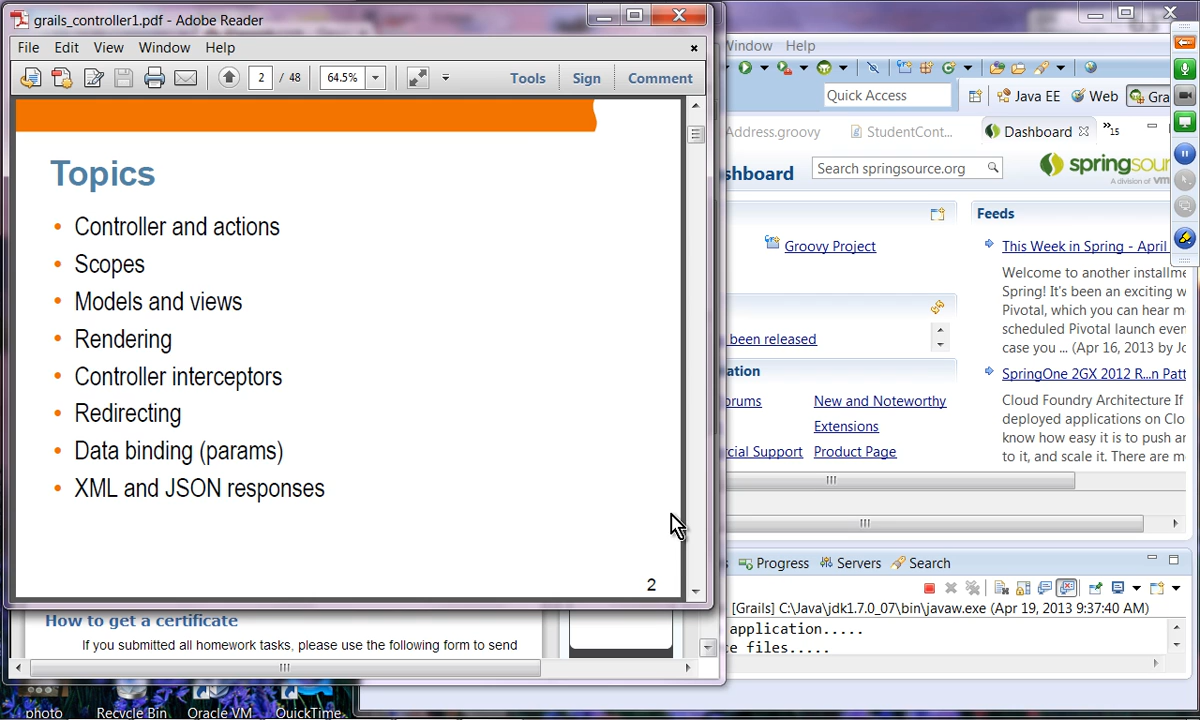 grails_controller1.pdf - Adobe Reader
File Edit View Window Help
2 / 48 64.5% Tools Sign Comment
Topics
• Controller and actions
• Scopes
• Models and views
• Rendering
• Controller interceptors
• Redirecting
• Data binding (params)
• XML and JSON responses
2
How to get a certificate
If you submitted all homework tasks, please use the following form to send
photo Recycle Bin Oracle VM QuickTime
Window Help
Quick Access Java EE Web Gra
Address.groovy StudentCont... Dashboard »15
shboard Search springsource.org springsour
A division of vm
Groovy Project
been released
ation
orums New and Noteworthy
Extensions
rcial Support Product Page
Feeds
This Week in Spring - April
Welcome to another installme
Spring! It's been an exciting w
Pivotal, which you can hear m
scheduled Pivotal launch even
case you ... (Apr 16, 2013 by Jo
SpringOne 2GX 2012 R...n Patt
Cloud Foundry Architecture If
deployed applications on Clo
know how easy it is to push ar
to it, and scale it. There are m
s Progress Servers Search
[Grails] C:\Java\jdk1.7.0_07\bin\javaw.exe (Apr 19, 2013 9:37:40 AM)
application.....
e files.....